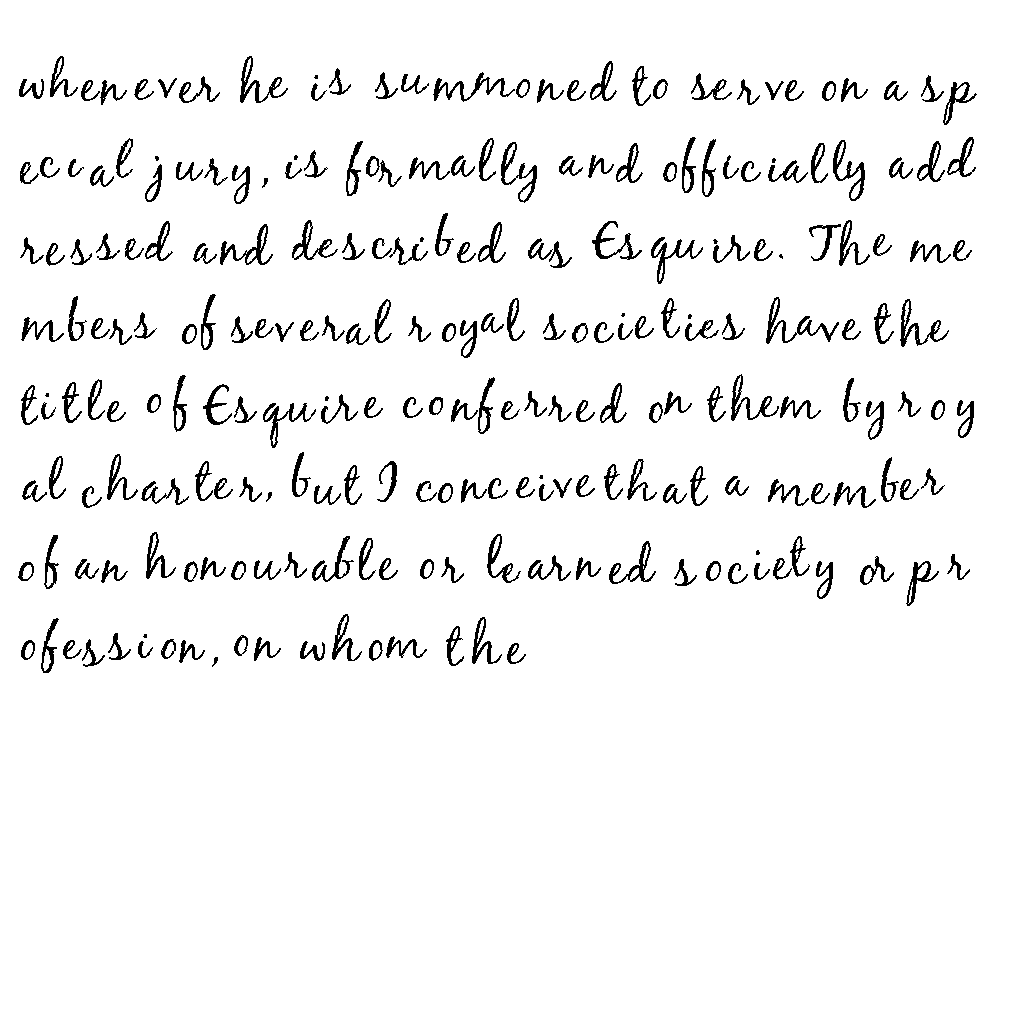 whenever he is summoned to serve on a sp
ecial jury, is formally and officially add
ressed and described as Esquire. The me
mbers of several royal societies have the
title of Esquire conferred on them by roy
al charter, but I conceive that a member
of an honourable or learned society or pr
ofession, on whom the